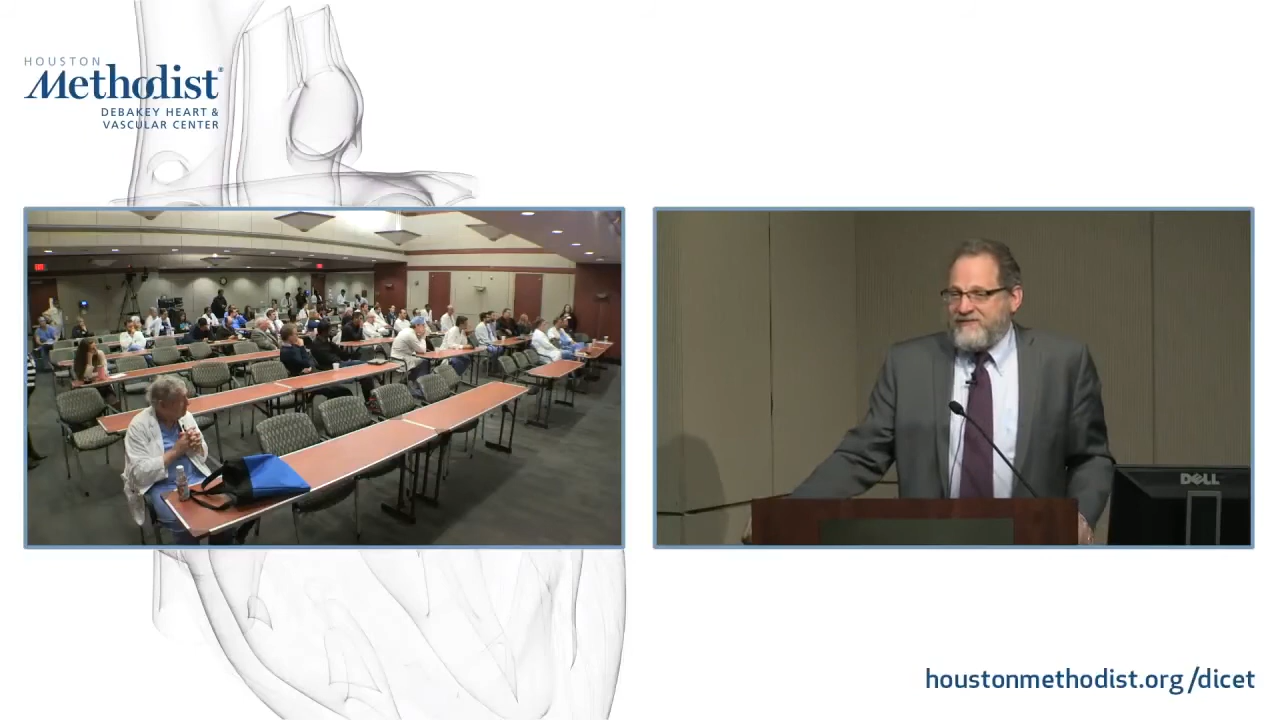 HOUSTON
Methodist®
DEBAKEY HEART &
VASCULAR CENTER
DELL
houstonmethodist.org/dicet